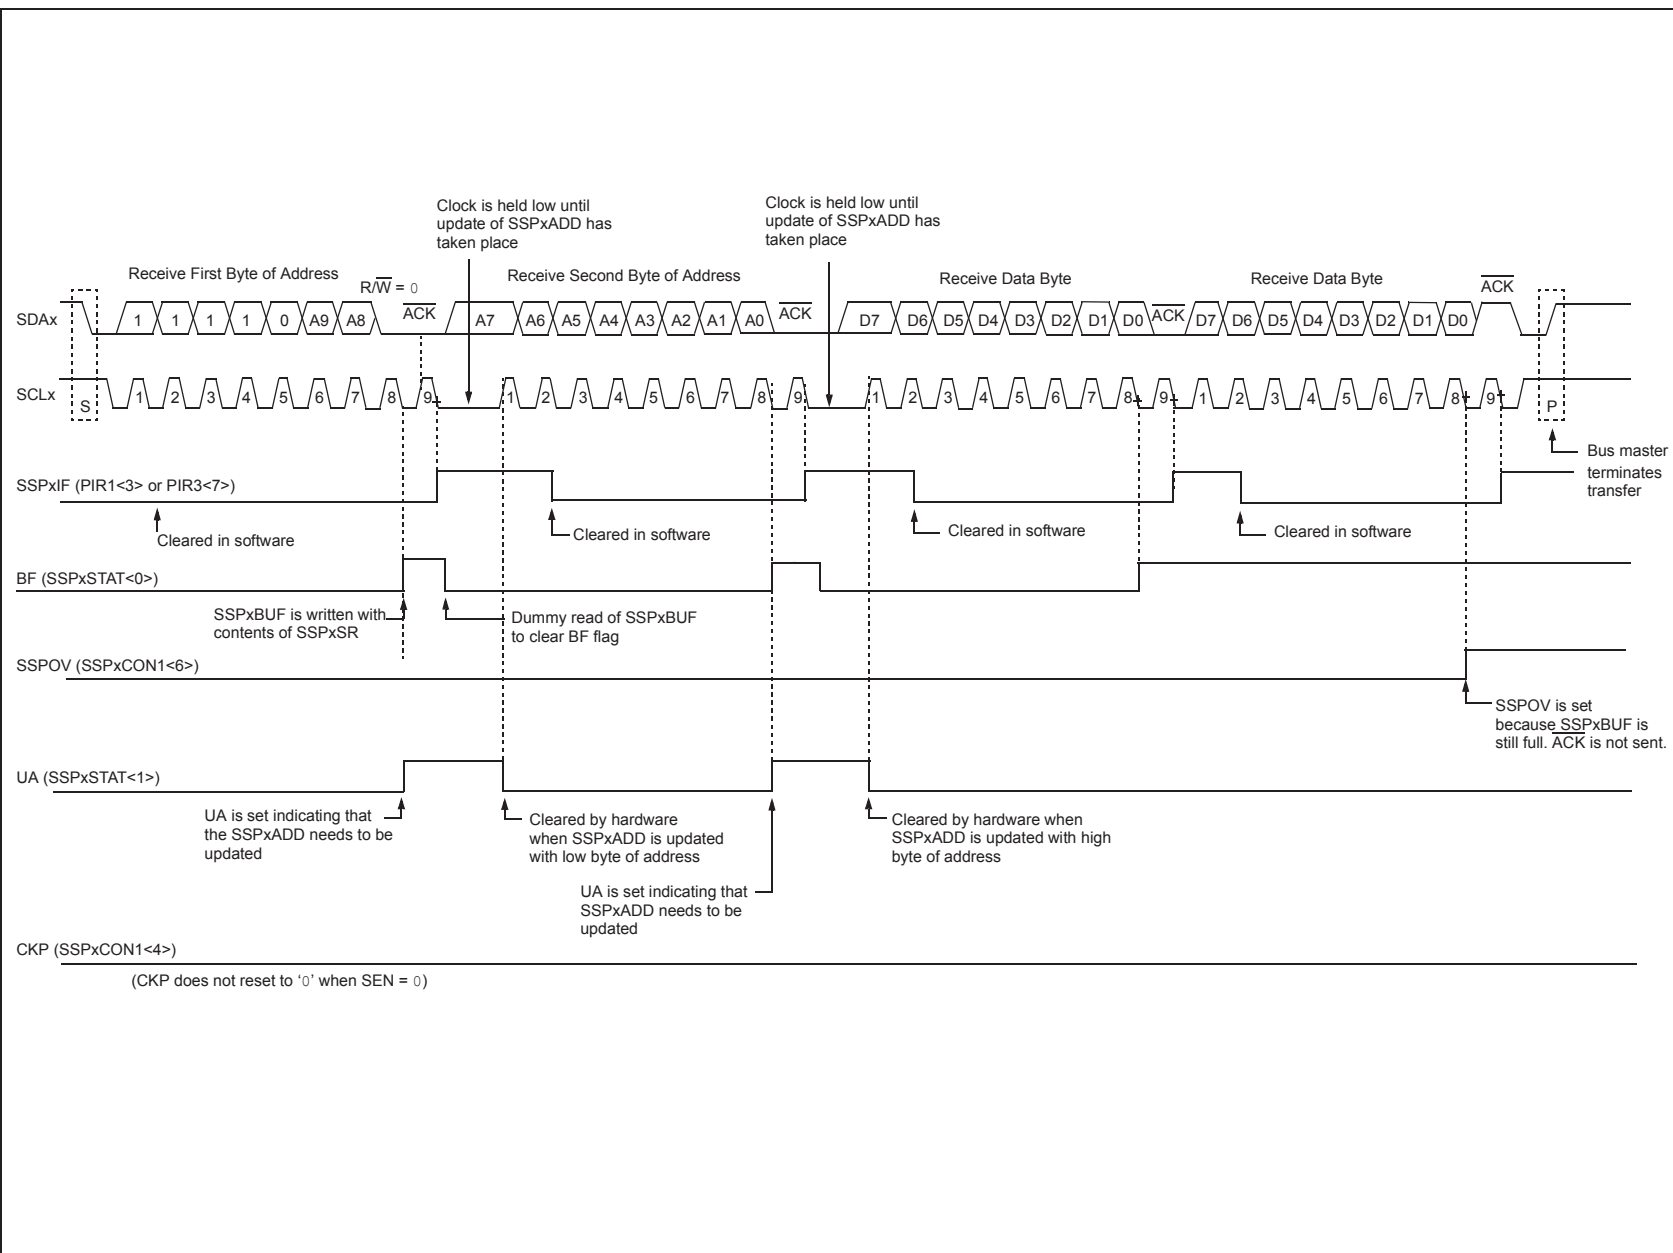 Clock is held low until
update of SSPxADD has
taken place
Clock is held low until
update of SSPxADD has
taken place
Receive First Byte of Address
R/W = 0
ACK
Receive Second Byte of Address
ACK
Receive Data Byte
ACK
Receive Data Byte
ACK
SDAx
1 1 1 1 0 A9 A8
A7 A6 A5 A4 A3 A2 A1 A0
D7 D6 D5 D4 D3 D2 D1 D0
D7 D6 D5 D4 D3 D2 D1 D0
SCLx
S
1 2 3 4 5 6 7 8 9
1 2 3 4 5 6 7 8 9
1 2 3 4 5 6 7 8 9
1 2 3 4 5 6 7 8 9
P
Bus master
terminates
transfer
SSPxIF (PIR1<3> or PIR3<7>)
Cleared in software
Cleared in software
Cleared in software
Cleared in software
BF (SSPxSTAT<0>)
SSPxBUF is written with
contents of SSPxSR
Dummy read of SSPxBUF
to clear BF flag
SSPOV (SSPxCON1<6>)
SSPOV is set
because SSPxBUF is
still full. ACK is not sent.
UA (SSPxSTAT<1>)
UA is set indicating that
the SSPxADD needs to be
updated
Cleared by hardware
when SSPxADD is updated
with low byte of address
UA is set indicating that
SSPxADD needs to be
updated
Cleared by hardware when
SSPxADD is updated with high
byte of address
CKP (SSPxCON1<4>)
(CKP does not reset to ‘0’ when SEN = 0)